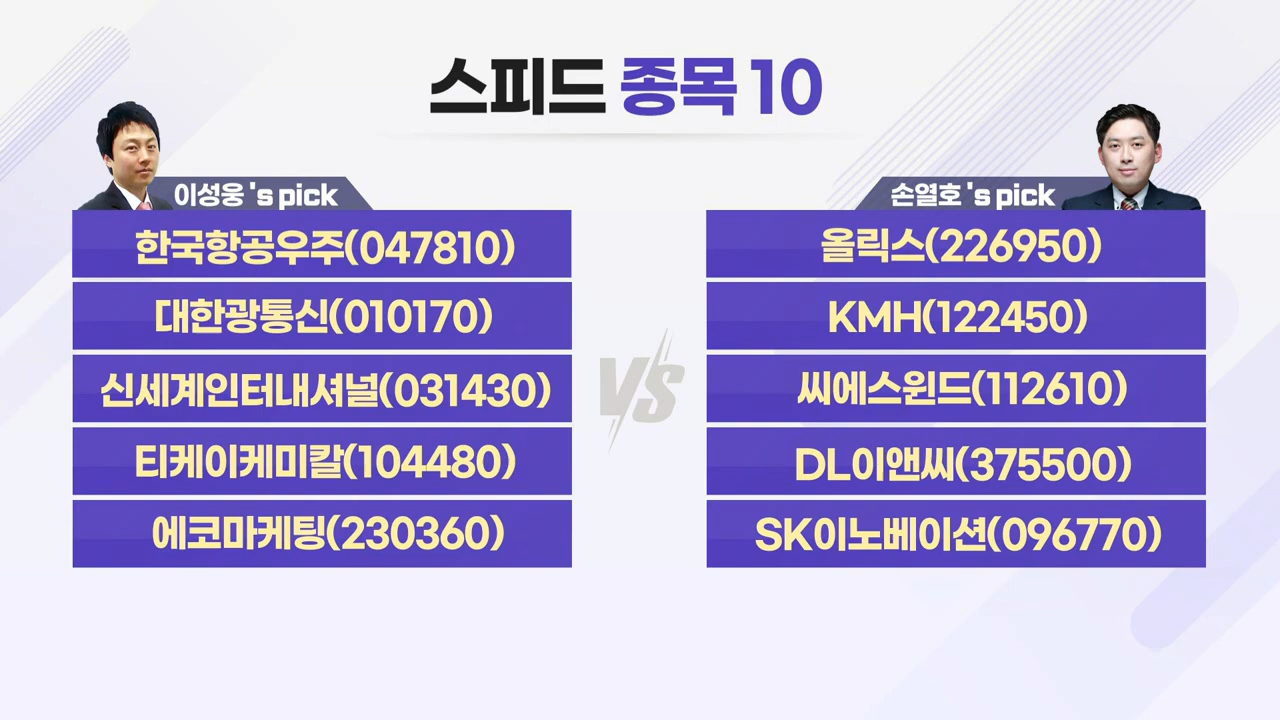 스피드 종목 10
이성웅 's pick
한국항공우주(047810)
대한광통신(010170)
신세계인터내셔널(031430)
티케이케미칼(104480)
에코마케팅(230360)
VS
손열호 's pick
올릭스(226950)
KMH(122450)
씨에스윈드(112610)
DL이앤씨(375500)
SK이노베이션(096770)